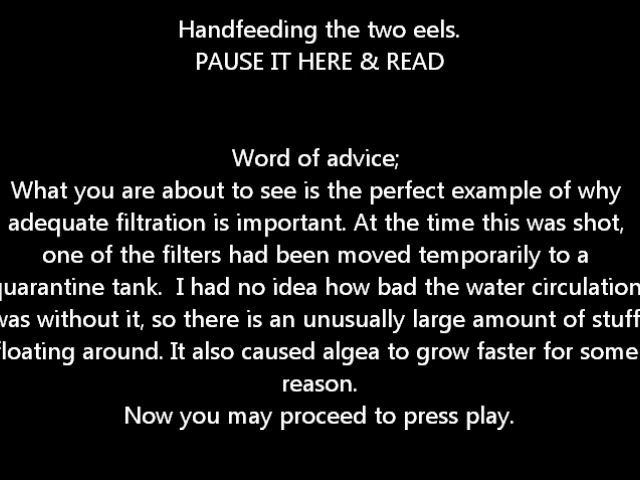 Handfeeding the two eels.
PAUSE IT HERE & READ
Word of advice;
What you are about to see is the perfect example of why
adequate filtration is important. At the time this was shot,
one of the filters had been moved temporarily to a
quarantine tank.  I had no idea how bad the water circulation
was without it, so there is an unusually large amount of stuff
floating around. It also caused algea to grow faster for some
reason.
Now you may proceed to press play.